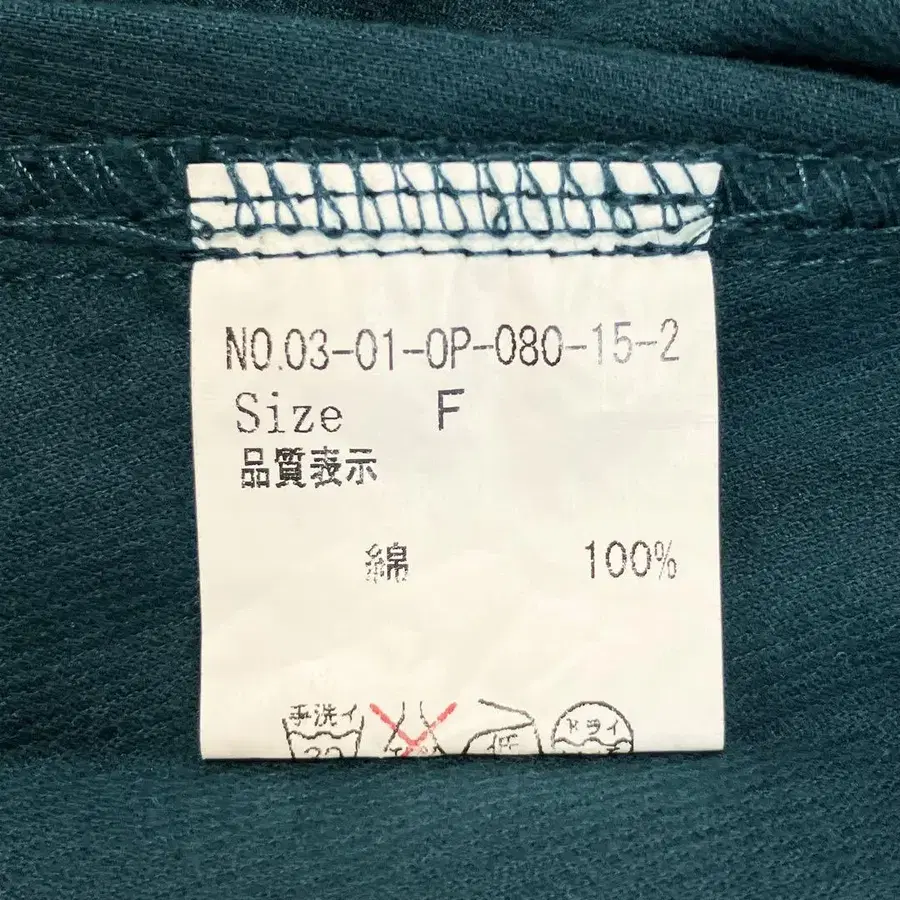 NO.03-01-OP-080-15-2
Size F
品質表示
綿 100%
手洗イ 低 ドライ